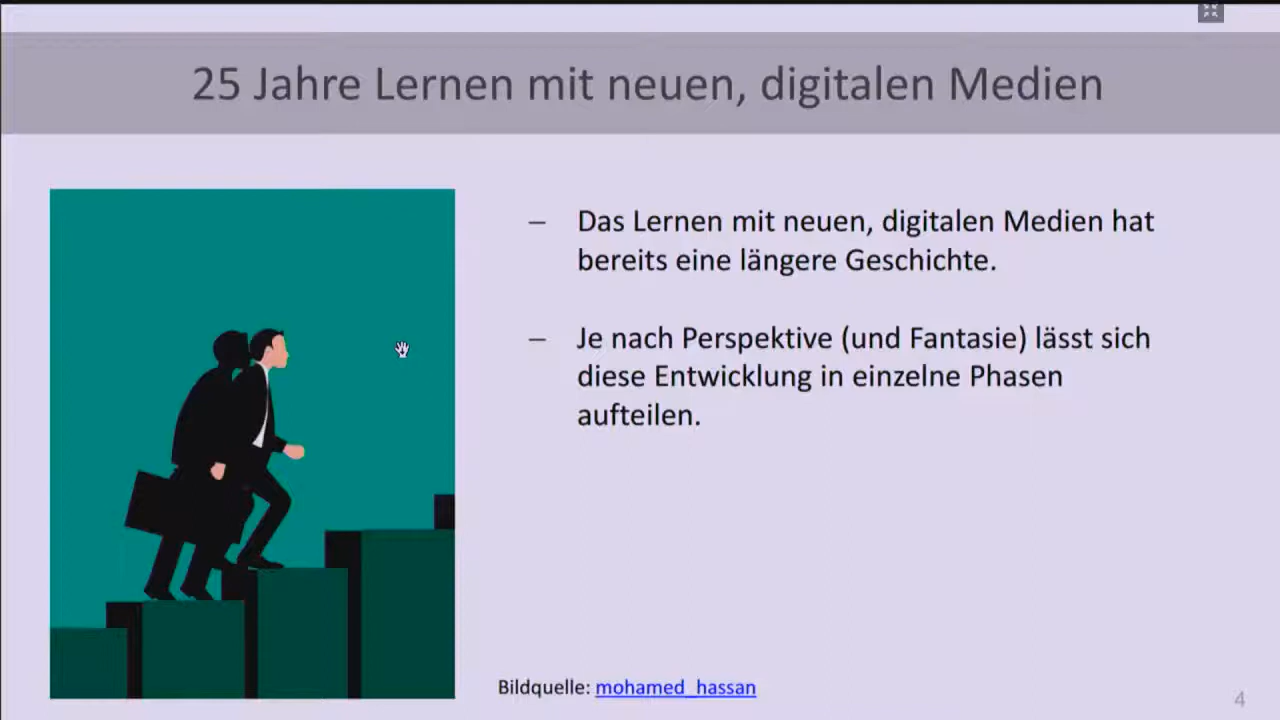 25 Jahre Lernen mit neuen, digitalen Medien
– Das Lernen mit neuen, digitalen Medien hat
bereits eine längere Geschichte.
– Je nach Perspektive (und Fantasie) lässt sich
diese Entwicklung in einzelne Phasen
aufteilen.
Bildquelle: mohamed_hassan
4